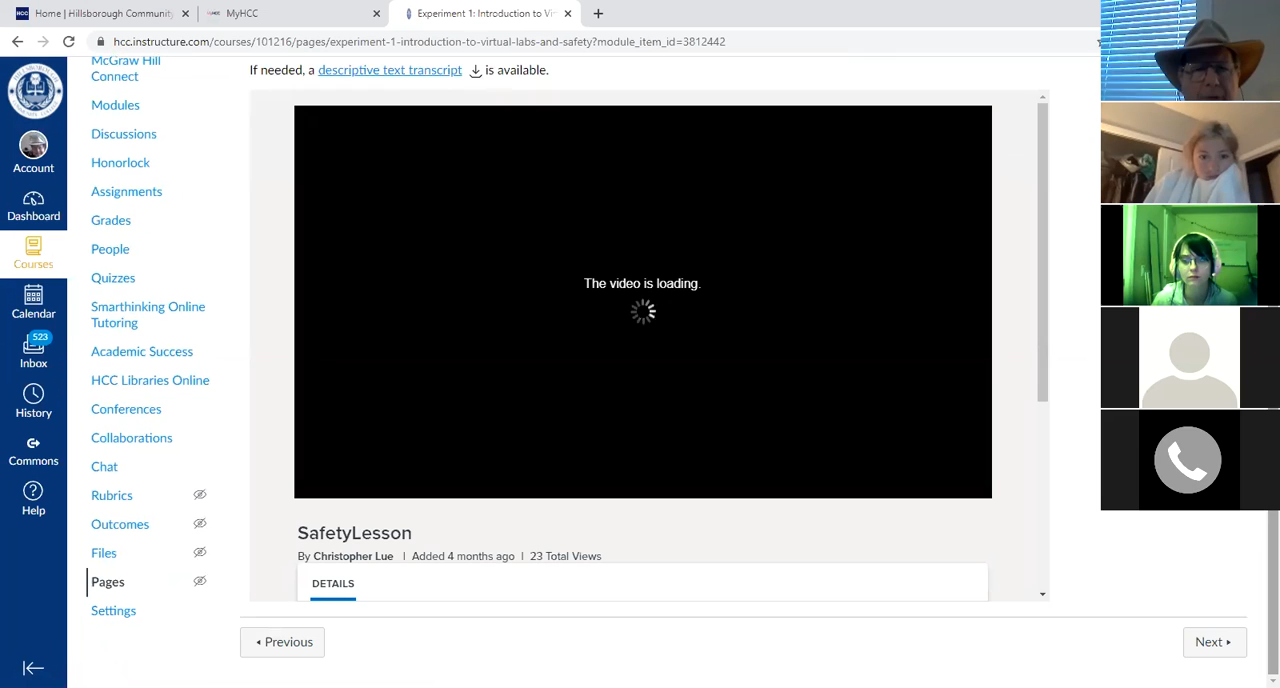 Home | Hillsborough Community
MyHCC
Experiment 1: Introduction to Vir
hcc.instructure.com/courses/101216/pages/experiment-1-introduction-to-virtual-labs-and-safety?module_item_id=3812442
Account
Dashboard
Courses
Calendar
523
Inbox
History
Commons
Help
McGraw Hill
Connect
Modules
Discussions
Honorlock
Assignments
Grades
People
Quizzes
Smarthinking Online
Tutoring
Academic Success
HCC Libraries Online
Conferences
Collaborations
Chat
Rubrics
Outcomes
Files
Pages
Settings
If needed, a descriptive text transcript is available.
The video is loading.
SafetyLesson
By Christopher Lue | Added 4 months ago | 23 Total Views
DETAILS
Previous
Next